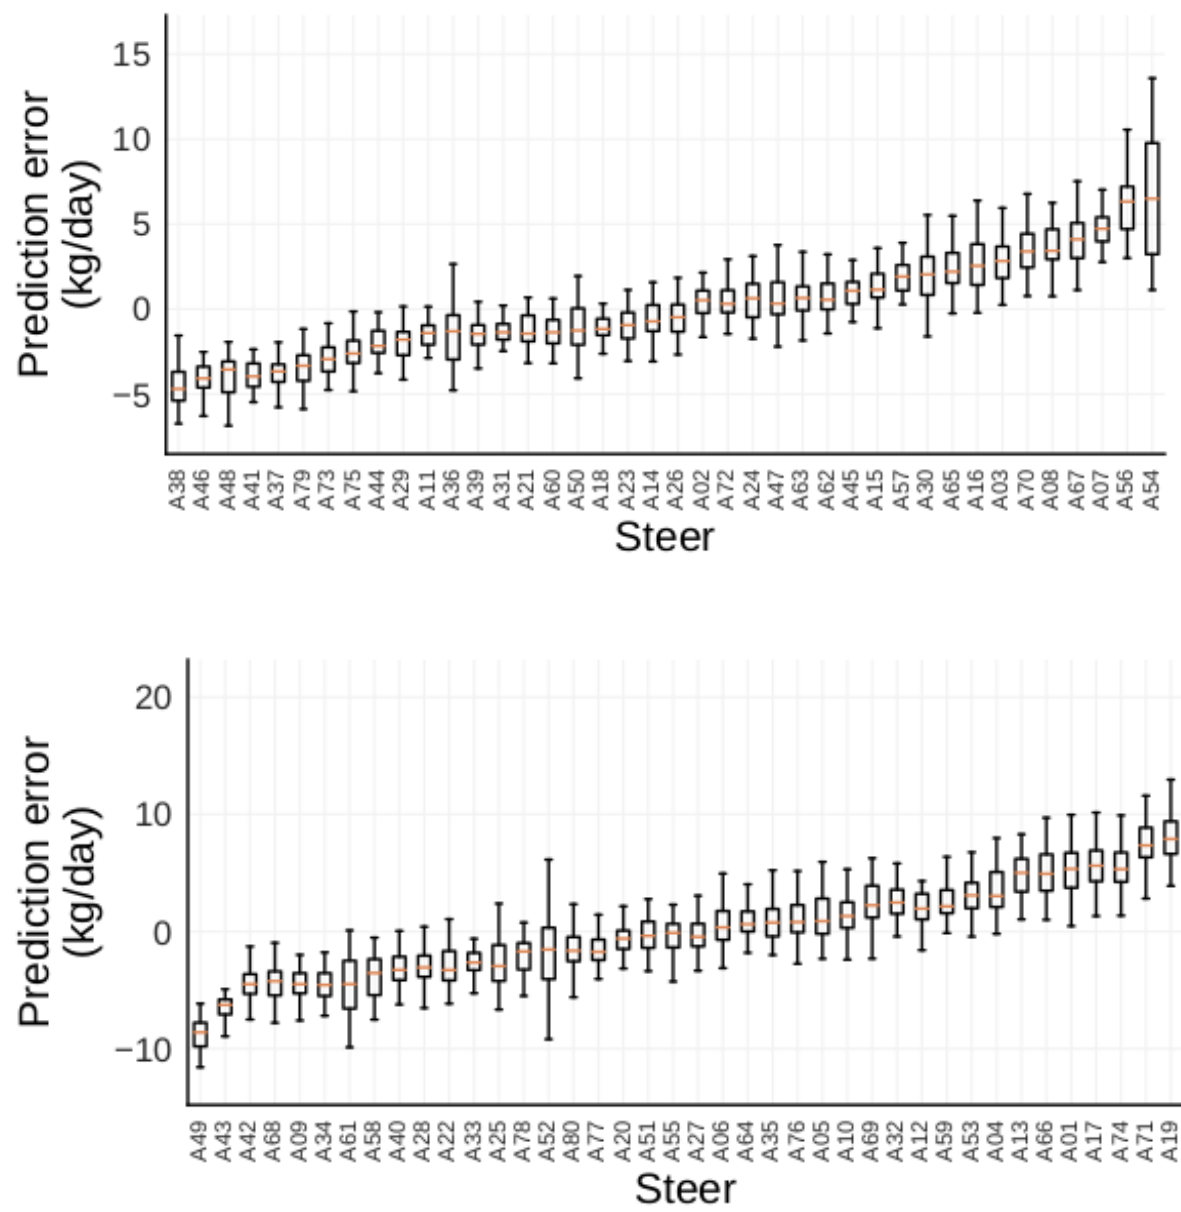 Prediction error
(kg/day)
15
10
5
0
−5
A38 A46 A48 A41 A37 A79 A73 A75 A44 A29 A11 A36 A39 A31 A21 A60 A50 A18 A23 A14 A26 A02 A72 A24 A47 A63 A62 A45 A15 A57 A30 A65 A16 A03 A70 A08 A67 A07 A56 A54
Steer
Prediction error
(kg/day)
20
10
0
−10
A49 A43 A42 A68 A09 A34 A61 A58 A40 A28 A22 A33 A25 A78 A52 A80 A77 A20 A51 A55 A27 A06 A64 A35 A76 A05 A10 A69 A32 A12 A59 A53 A04 A13 A66 A01 A17 A74 A71 A19
Steer